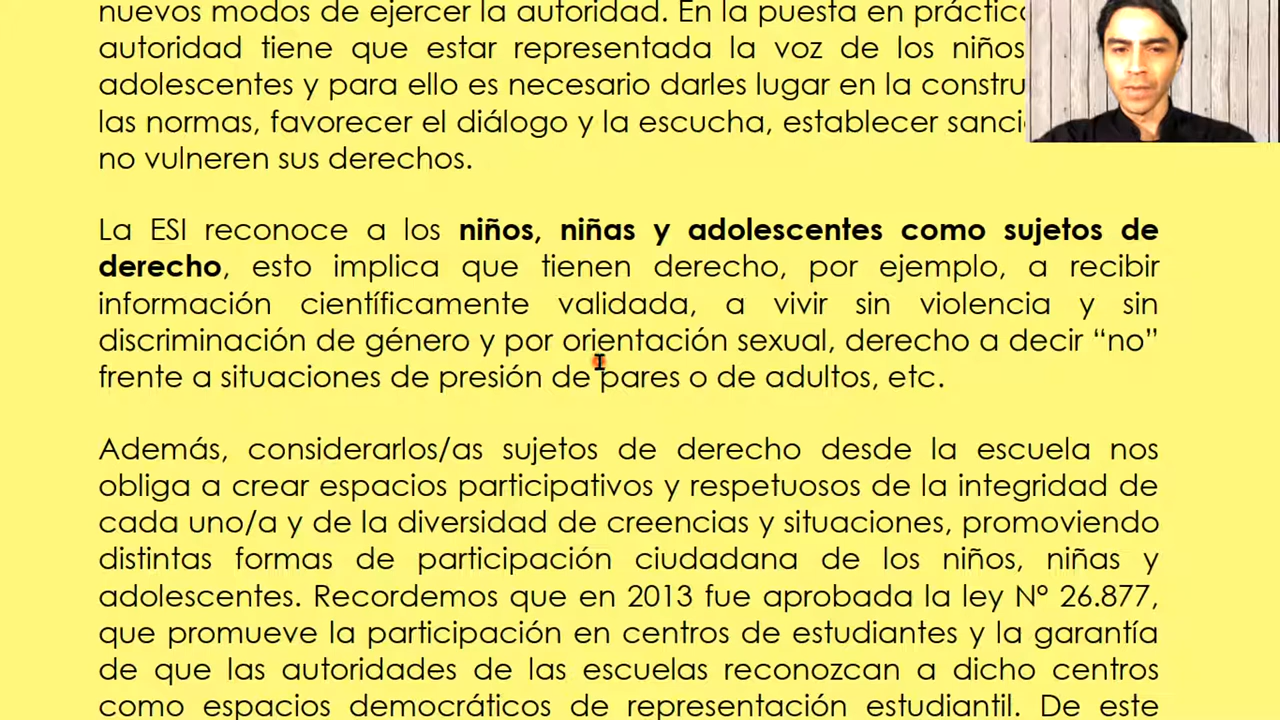 nuevos modos de ejercer la autoridad. En la puesta en práctica
autoridad tiene que estar representada la voz de los niños
adolescentes y para ello es necesario darles lugar en la
las normas, favorecer el diálogo y la escucha, establecer
no vulneren sus derechos.
La ESI reconoce a los niños, niñas y adolescentes como sujetos de
derecho, esto implica que tienen derecho, por ejemplo, a recibir
información científicamente validada, a vivir sin violencia y sin
discriminación de género y por orientación sexual, derecho a decir “no”
frente a situaciones de presión de pares o de adultos, etc.
Además, considerarlos/as sujetos de derecho desde la escuela nos
obliga a crear espacios participativos y respetuosos de la integridad de
cada uno/a y de la diversidad de creencias y situaciones, promoviendo
distintas formas de participación ciudadana de los niños, niñas y
adolescentes. Recordemos que en 2013 fue aprobada la ley N° 26.877,
que promueve la participación en centros de estudiantes y la garantía
de que las autoridades de las escuelas reconozcan a dicho centros
como espacios democráticos de representación estudiantil. De este